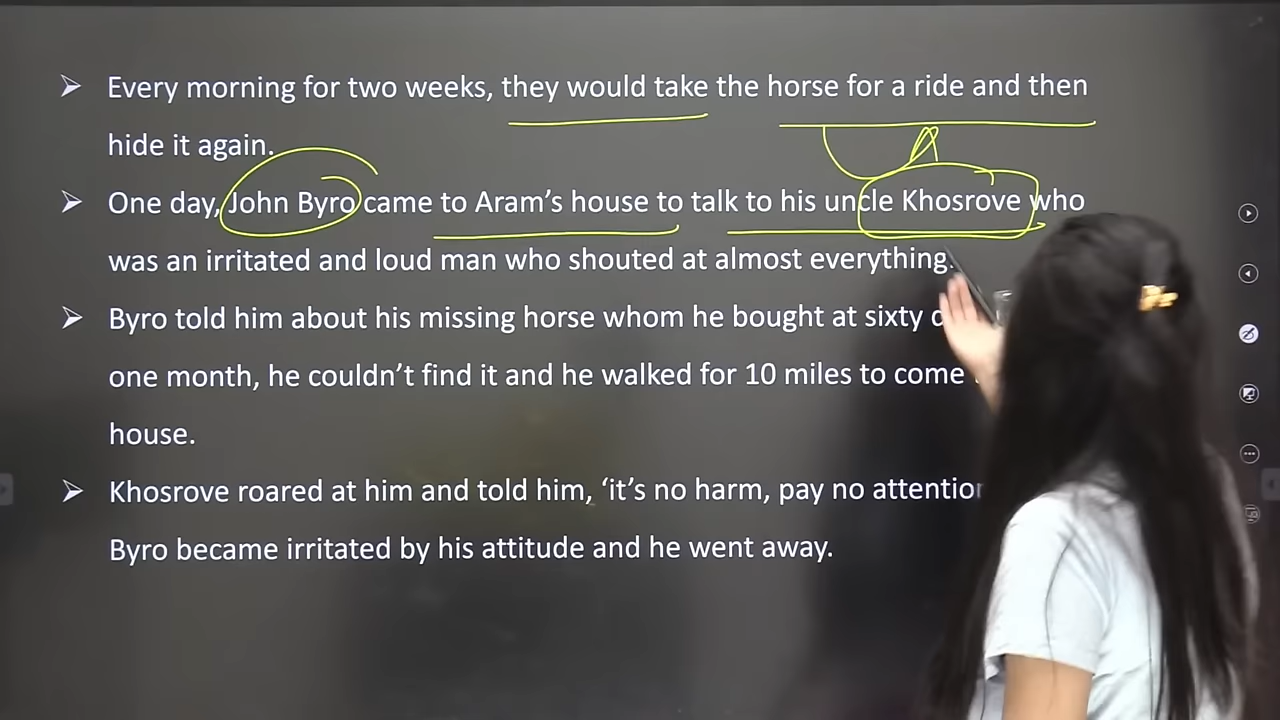 ➢ Every morning for two weeks, they would take the horse for a ride and then
hide it again.
➢ One day, John Byro came to Aram’s house to talk to his uncle Khosrove who
was an irritated and loud man who shouted at almost everything.
➢ Byro told him about his missing horse whom he bought at sixty
one month, he couldn’t find it and he walked for 10 miles to come
house.
➢ Khosrove roared at him and told him, ‘it’s no harm, pay no
Byro became irritated by his attitude and he went away.